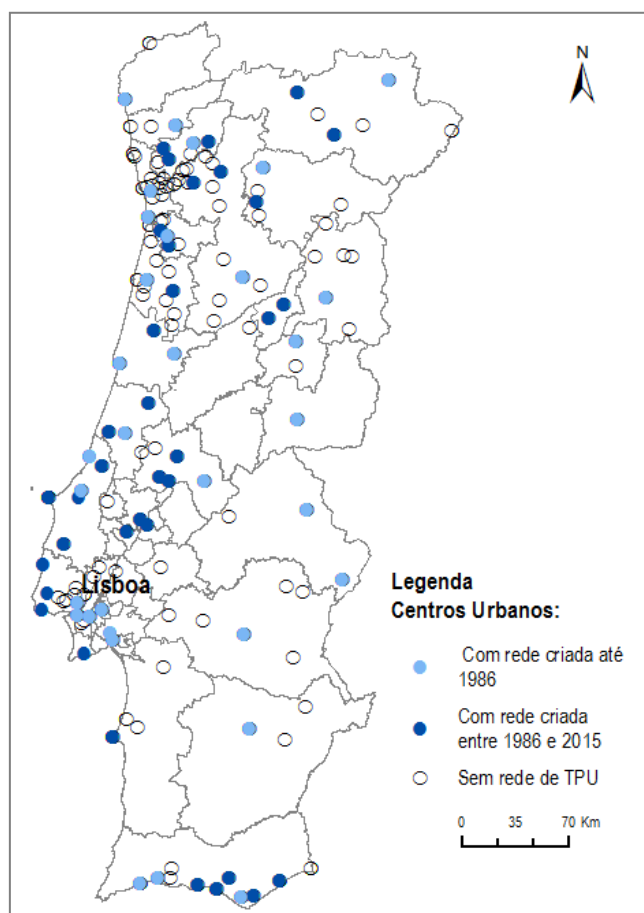 N
Lisboa
Legenda
Centros Urbanos:
Com rede criada até
1986
Com rede criada
entre 1986 e 2015
Sem rede de TPU
0 35 70 Km